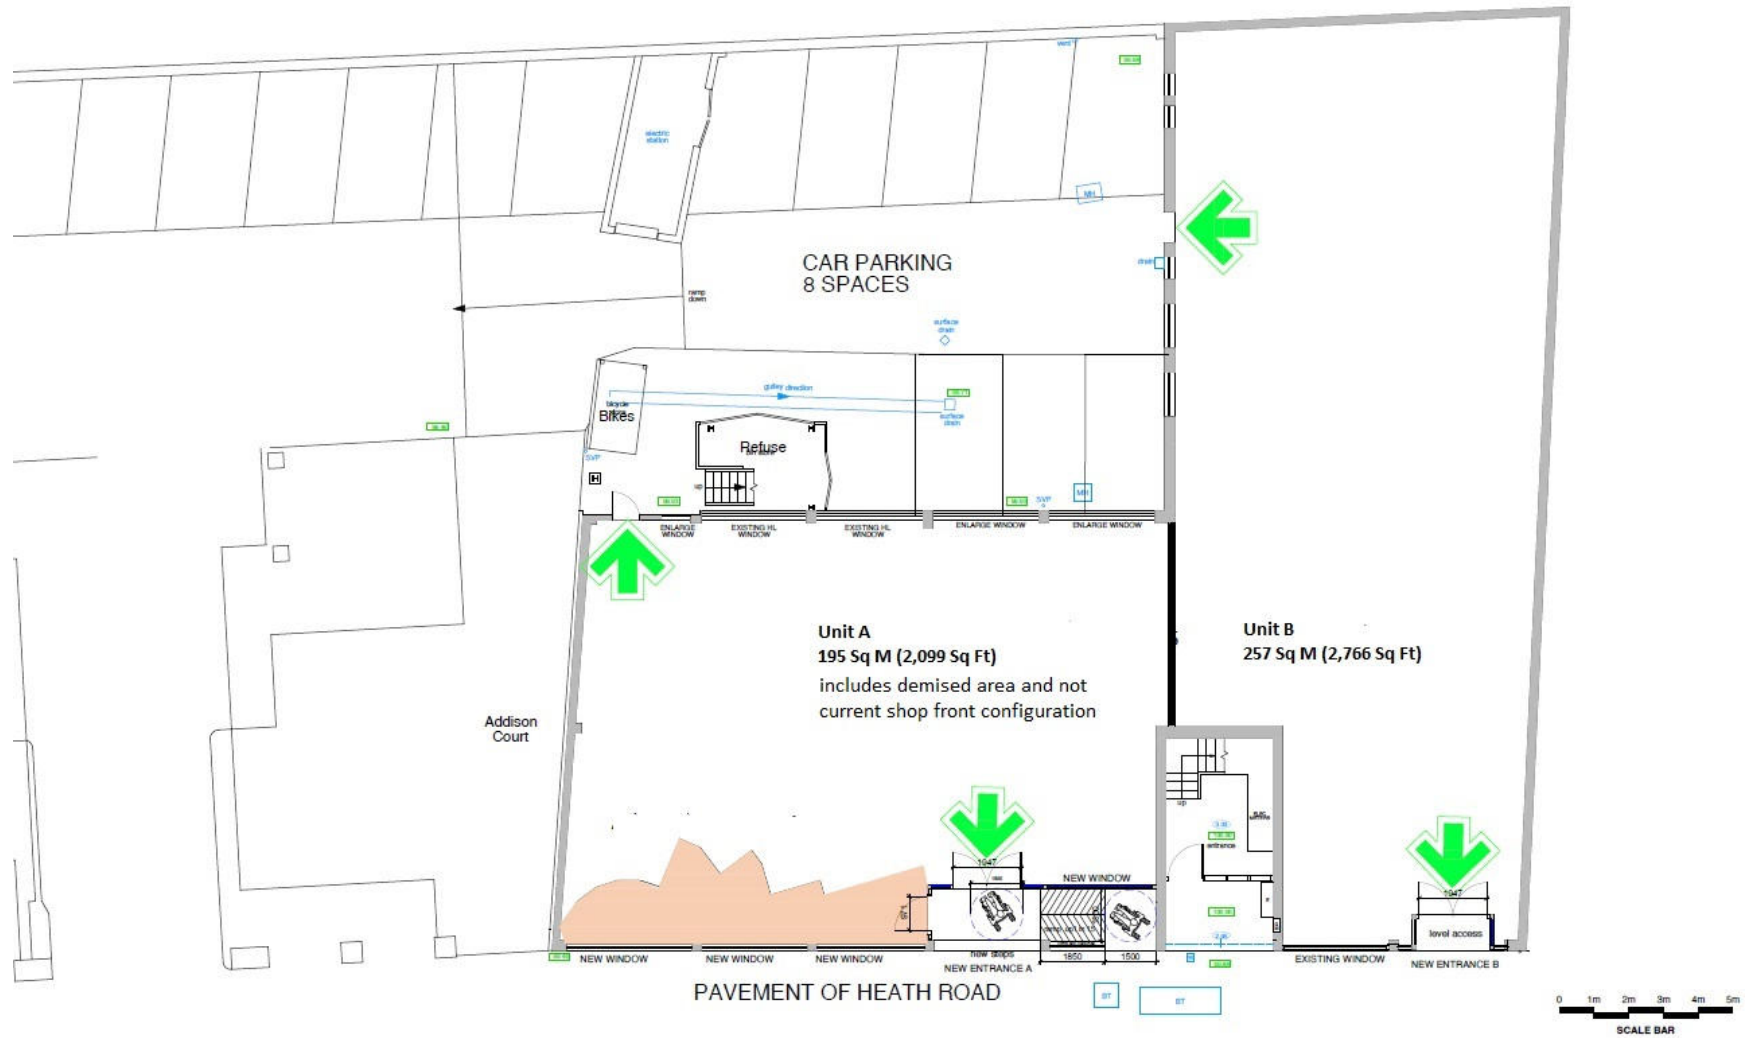 vent
electric
station
MH
CAR PARKING
8 SPACES
drain
ramp
down
surface
drain
gulley direction
bicycle
Bikes
surface
drain
Refuse
SVP
up
SVP
MH
ENLARGE
WINDOW
EXISTING HL
WINDOW
EXISTING HL
WINDOW
ENLARGE WINDOW
ENLARGE WINDOW
Unit A
195 Sq M (2,099 Sq Ft)
includes demised area and not
current shop front configuration
Unit B
257 Sq M (2,766 Sq Ft)
Addison
Court
up
entrance
1047
NEW WINDOW
1047
level access
new steps
1850
1500
NEW WINDOW
NEW WINDOW
NEW WINDOW
NEW ENTRANCE A
EXISTING WINDOW
NEW ENTRANCE B
PAVEMENT OF HEATH ROAD
BT
BT
0 1m 2m 3m 4m 5m
SCALE BAR